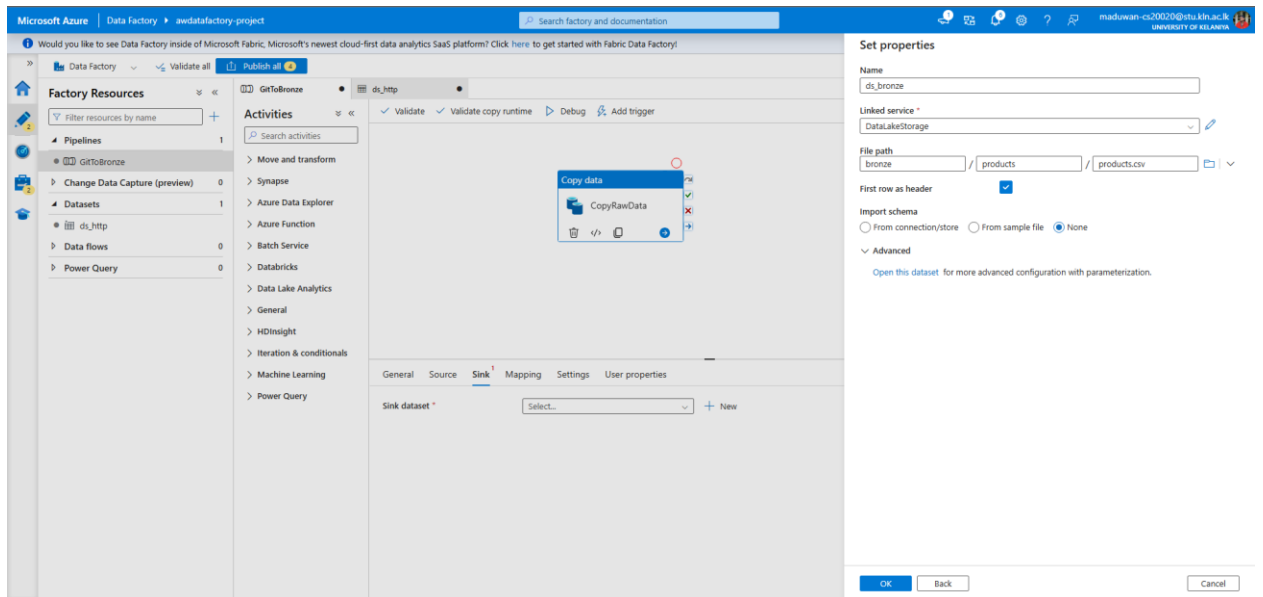 Microsoft Azure | Data Factory ▸ awdatafactory-project
Search factory and documentation
maduwan-cs20020@stu.kln.ac.lk
UNIVERSITY OF KELANIYA
Would you like to see Data Factory inside of Microsoft Fabric, Microsoft's newest cloud-first data analytics SaaS platform? Click here to get started with Fabric Data Factory!
Data Factory
Validate all
Publish all 4
Factory Resources
Filter resources by name
Pipelines 1
GitToBronze
Change Data Capture (preview) 0
Datasets 1
ds_http
Data flows 0
Power Query 0
GitToBronze
ds_http
Activities
Search activities
Move and transform
Synapse
Azure Data Explorer
Azure Function
Batch Service
Databricks
Data Lake Analytics
General
HDInsight
Iteration & conditionals
Machine Learning
Power Query
Validate
Validate copy runtime
Debug
Add trigger
Copy data
CopyRawData
General
Source
Sink 1
Mapping
Settings
User properties
Sink dataset *
Select...
New
Set properties
Name
ds_bronze
Linked service *
DataLakeStorage
File path
bronze / products / products.csv
First row as header
Import schema
From connection/store
From sample file
None
Advanced
Open this dataset for more advanced configuration with parameterization.
OK
Back
Cancel